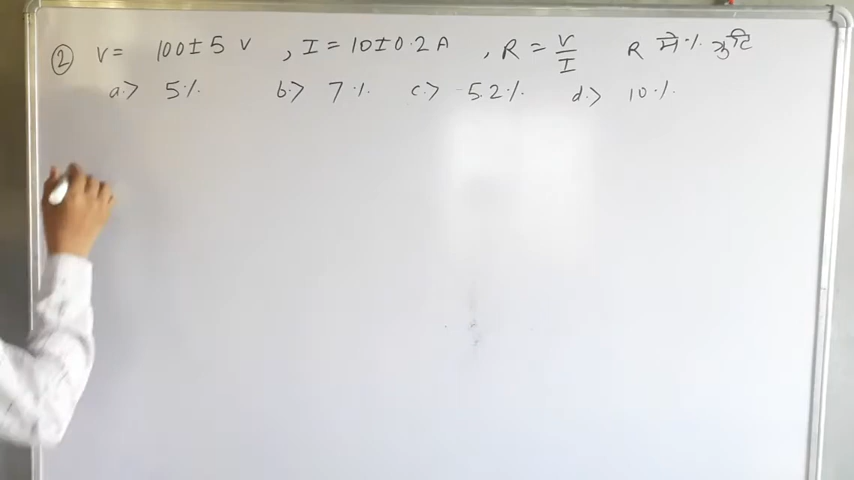 ② V= 100±5 V , I = 10±0.2 A , R = V/I R मे % त्रुटि
a.> 5% b.> 7% c.> 5.2% d.> 10%